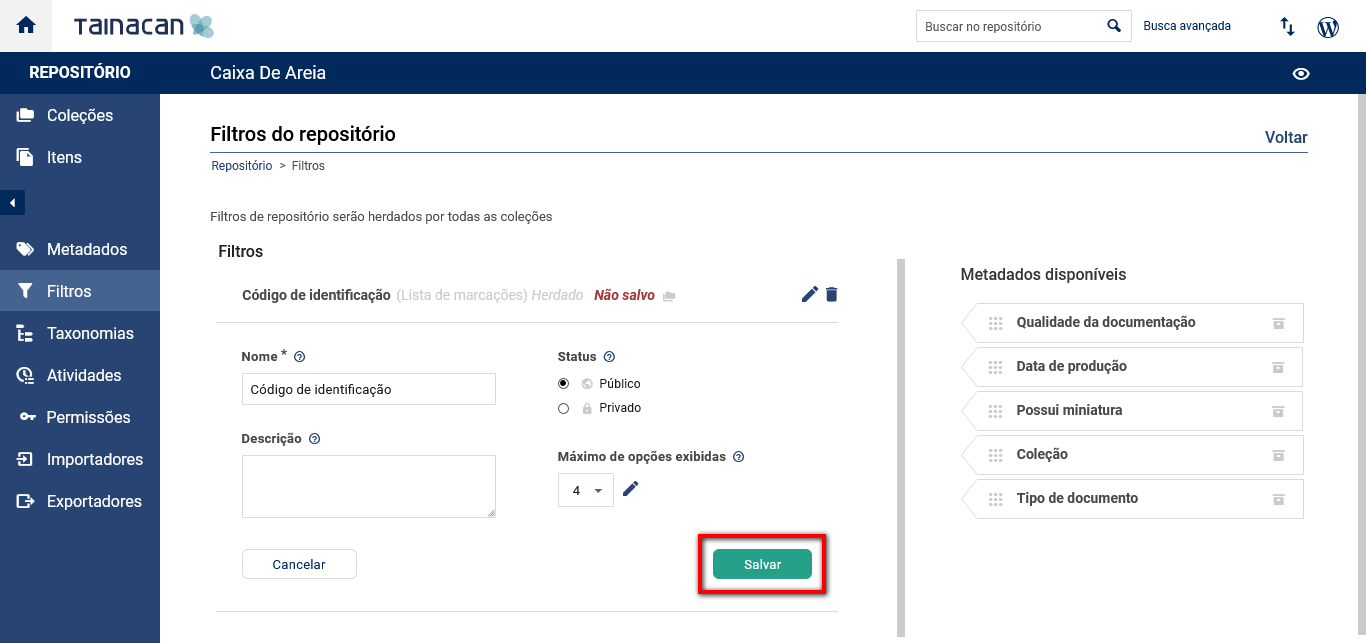 TAINACAN
Buscar no repositório
Busca avançada
REPOSITÓRIO
Caixa De Areia
Coleções
Itens
Metadados
Filtros
Taxonomias
Atividades
Permissões
Importadores
Exportadores
Filtros do repositório
Voltar
Repositório > Filtros
Filtros de repositório serão herdados por todas as coleções
Filtros
Código de identificação (Lista de marcações) Herdado Não salvo
Nome *
Código de identificação
Descrição
Status
Público
Privado
Máximo de opções exibidas
4
Cancelar
Salvar
Metadados disponíveis
Qualidade da documentação
Data de produção
Possui miniatura
Coleção
Tipo de documento